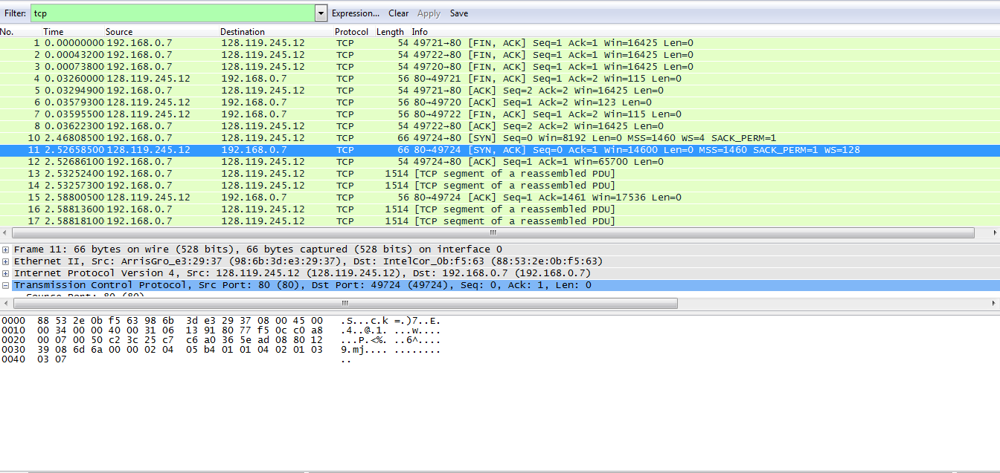 Filter: tcp Expression... Clear Apply Save
No. Time Source Destination Protocol Length Info
1 0.00000000 192.168.0.7 128.119.245.12 TCP 54 49721→80 [FIN, ACK] Seq=1 Ack=1 Win=16425 Len=0
2 0.00043200 192.168.0.7 128.119.245.12 TCP 54 49722→80 [FIN, ACK] Seq=1 Ack=1 Win=16425 Len=0
3 0.00073800 192.168.0.7 128.119.245.12 TCP 54 49720→80 [FIN, ACK] Seq=1 Ack=1 Win=16425 Len=0
4 0.03260000 128.119.245.12 192.168.0.7 TCP 56 80→49721 [FIN, ACK] Seq=1 Ack=2 Win=115 Len=0
5 0.03294900 192.168.0.7 128.119.245.12 TCP 54 49721→80 [ACK] Seq=2 Ack=2 Win=16425 Len=0
6 0.03579300 128.119.245.12 192.168.0.7 TCP 56 80→49720 [ACK] Seq=1 Ack=2 Win=123 Len=0
7 0.03595500 128.119.245.12 192.168.0.7 TCP 56 80→49722 [FIN, ACK] Seq=1 Ack=2 Win=115 Len=0
8 0.03622300 192.168.0.7 128.119.245.12 TCP 54 49722→80 [ACK] Seq=2 Ack=2 Win=16425 Len=0
10 2.46808500 192.168.0.7 128.119.245.12 TCP 66 49724→80 [SYN] Seq=0 Win=8192 Len=0 MSS=1460 WS=4 SACK_PERM=1
11 2.52658500 128.119.245.12 192.168.0.7 TCP 66 80→49724 [SYN, ACK] Seq=0 Ack=1 Win=14600 Len=0 MSS=1460 SACK_PERM=1 WS=128
12 2.52686100 192.168.0.7 128.119.245.12 TCP 54 49724→80 [ACK] Seq=1 Ack=1 Win=65700 Len=0
13 2.53252400 192.168.0.7 128.119.245.12 TCP 1514 [TCP segment of a reassembled PDU]
14 2.53257300 192.168.0.7 128.119.245.12 TCP 1514 [TCP segment of a reassembled PDU]
15 2.58800500 128.119.245.12 192.168.0.7 TCP 56 80→49724 [ACK] Seq=1 Ack=1461 Win=17536 Len=0
16 2.58813600 192.168.0.7 128.119.245.12 TCP 1514 [TCP segment of a reassembled PDU]
17 2.58818100 192.168.0.7 128.119.245.12 TCP 1514 [TCP segment of a reassembled PDU]
Frame 11: 66 bytes on wire (528 bits), 66 bytes captured (528 bits) on interface 0
Ethernet II, Src: ArrisGro_e3:29:37 (98:6b:3d:e3:29:37), Dst: IntelCor_0b:f5:63 (88:53:2e:0b:f5:63)
Internet Protocol Version 4, Src: 128.119.245.12 (128.119.245.12), Dst: 192.168.0.7 (192.168.0.7)
Transmission Control Protocol, Src Port: 80 (80), Dst Port: 49724 (49724), Seq: 0, Ack: 1, Len: 0
Source Port: 80 (80)
0000 88 53 2e 0b f5 63 98 6b 3d e3 29 37 08 00 45 00 .S...c.k =.)7..E.
0010 00 34 00 00 40 00 31 06 13 91 80 77 f5 0c c0 a8 .4..@.1. ...w....
0020 00 07 00 50 c2 3c 25 c7 c6 a0 36 5e ad 08 80 12 ...P.<%. ..6^....
0030 39 08 6d 6a 00 00 02 04 05 b4 01 01 04 02 01 03 9.mj.... ........
0040 03 07 ..